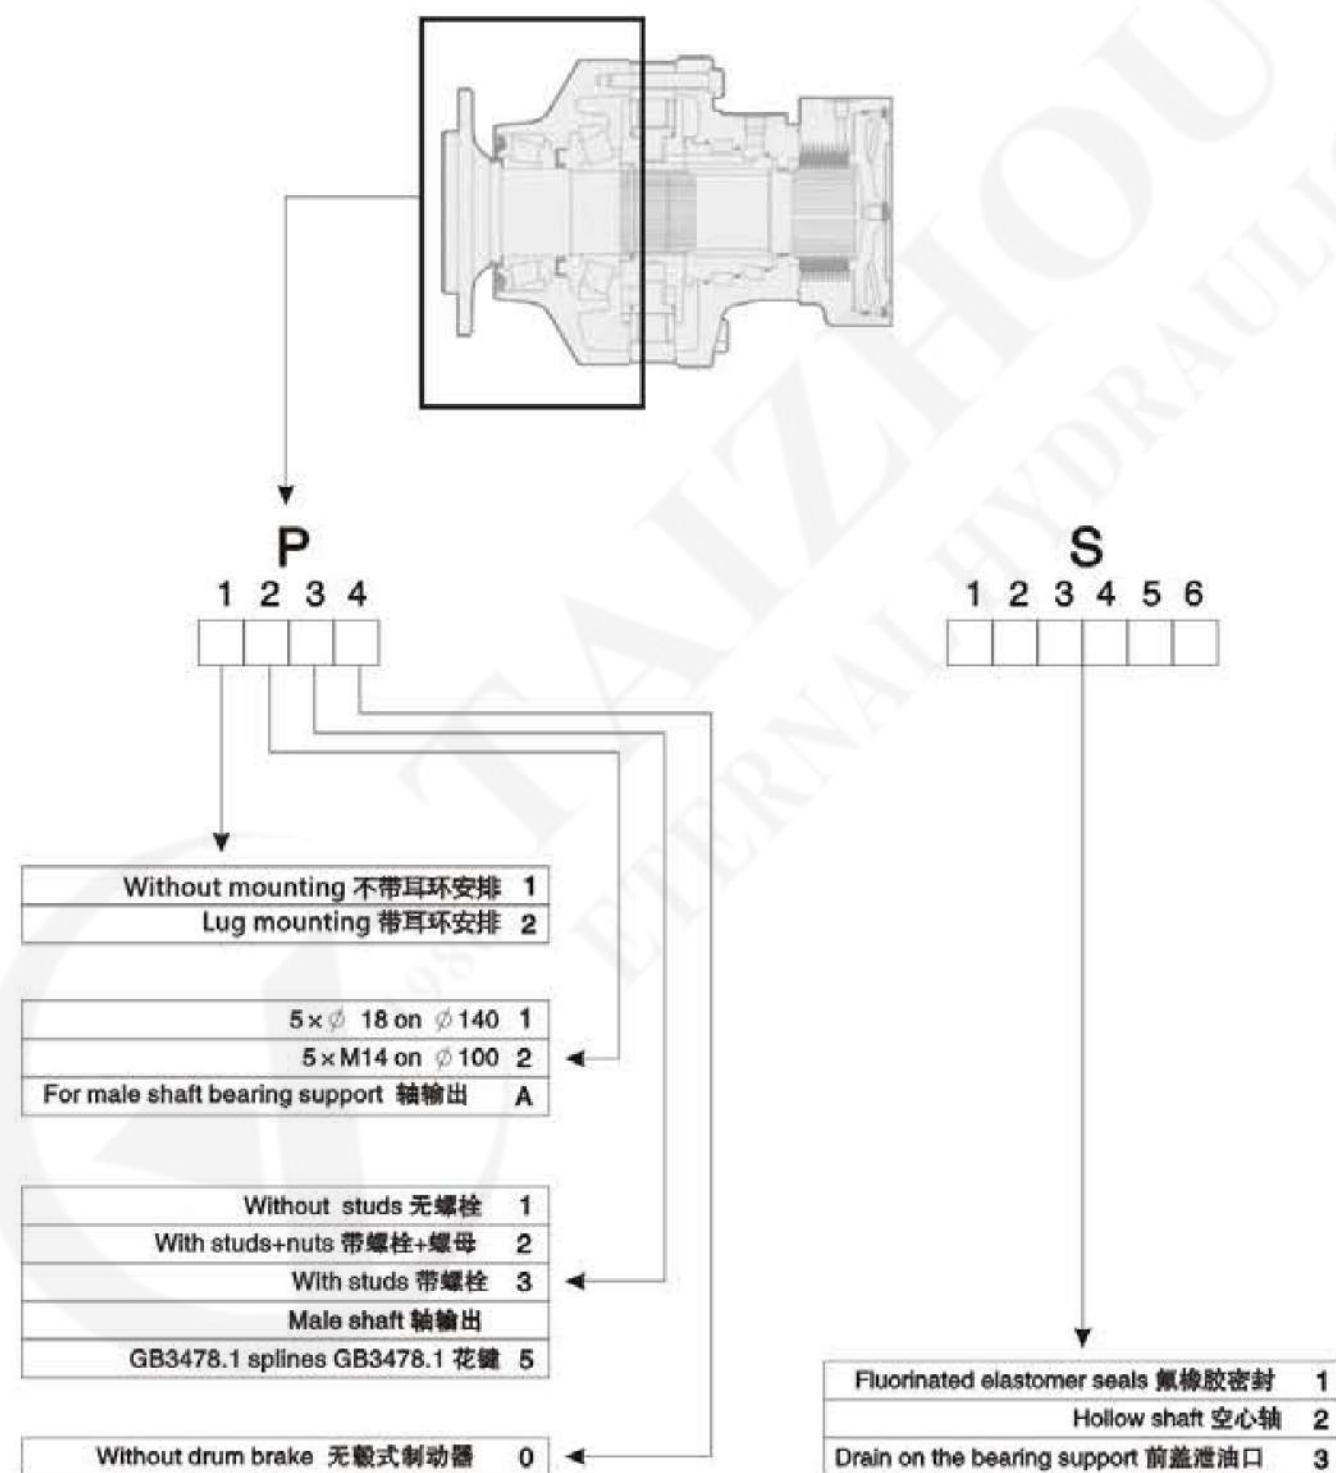 P
1 2 3 4
S
1 2 3 4 5 6
Without mounting 不带耳环安排 1
Lug mounting 带耳环安排 2
5×∅ 18 on ∅140 1
5×M14 on ∅100 2
For male shaft bearing support 轴输出 A
Without studs 无螺栓 1
With studs+nuts 带螺栓+螺母 2
With studs 带螺栓 3
Male shaft 轴输出
GB3478.1 splines GB3478.1 花键 5
Without drum brake 无毂式制动器 0
Fluorinated elastomer seals 氟橡胶密封 1
Hollow shaft 空心轴 2
Drain on the bearing support 前盖泄油口 3
TAIZHOU
ETERNAL HYDRAULIC